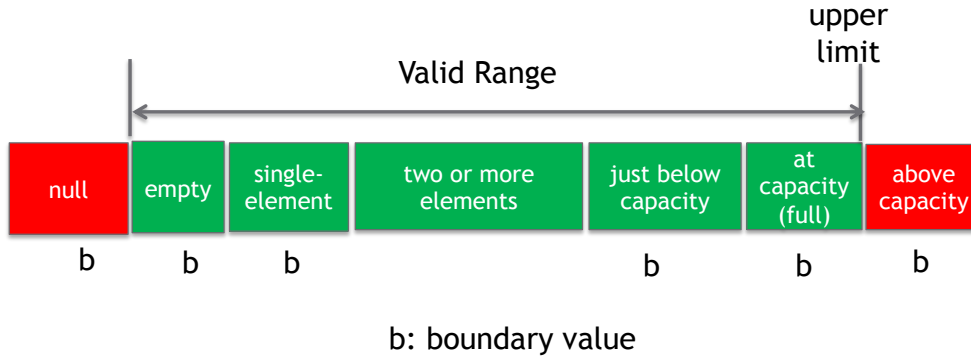 upper
limit
Valid Range
null
empty
single-
element
two or more
elements
just below
capacity
at
capacity
(full)
above
capacity
b
b
b
b
b
b
b: boundary value